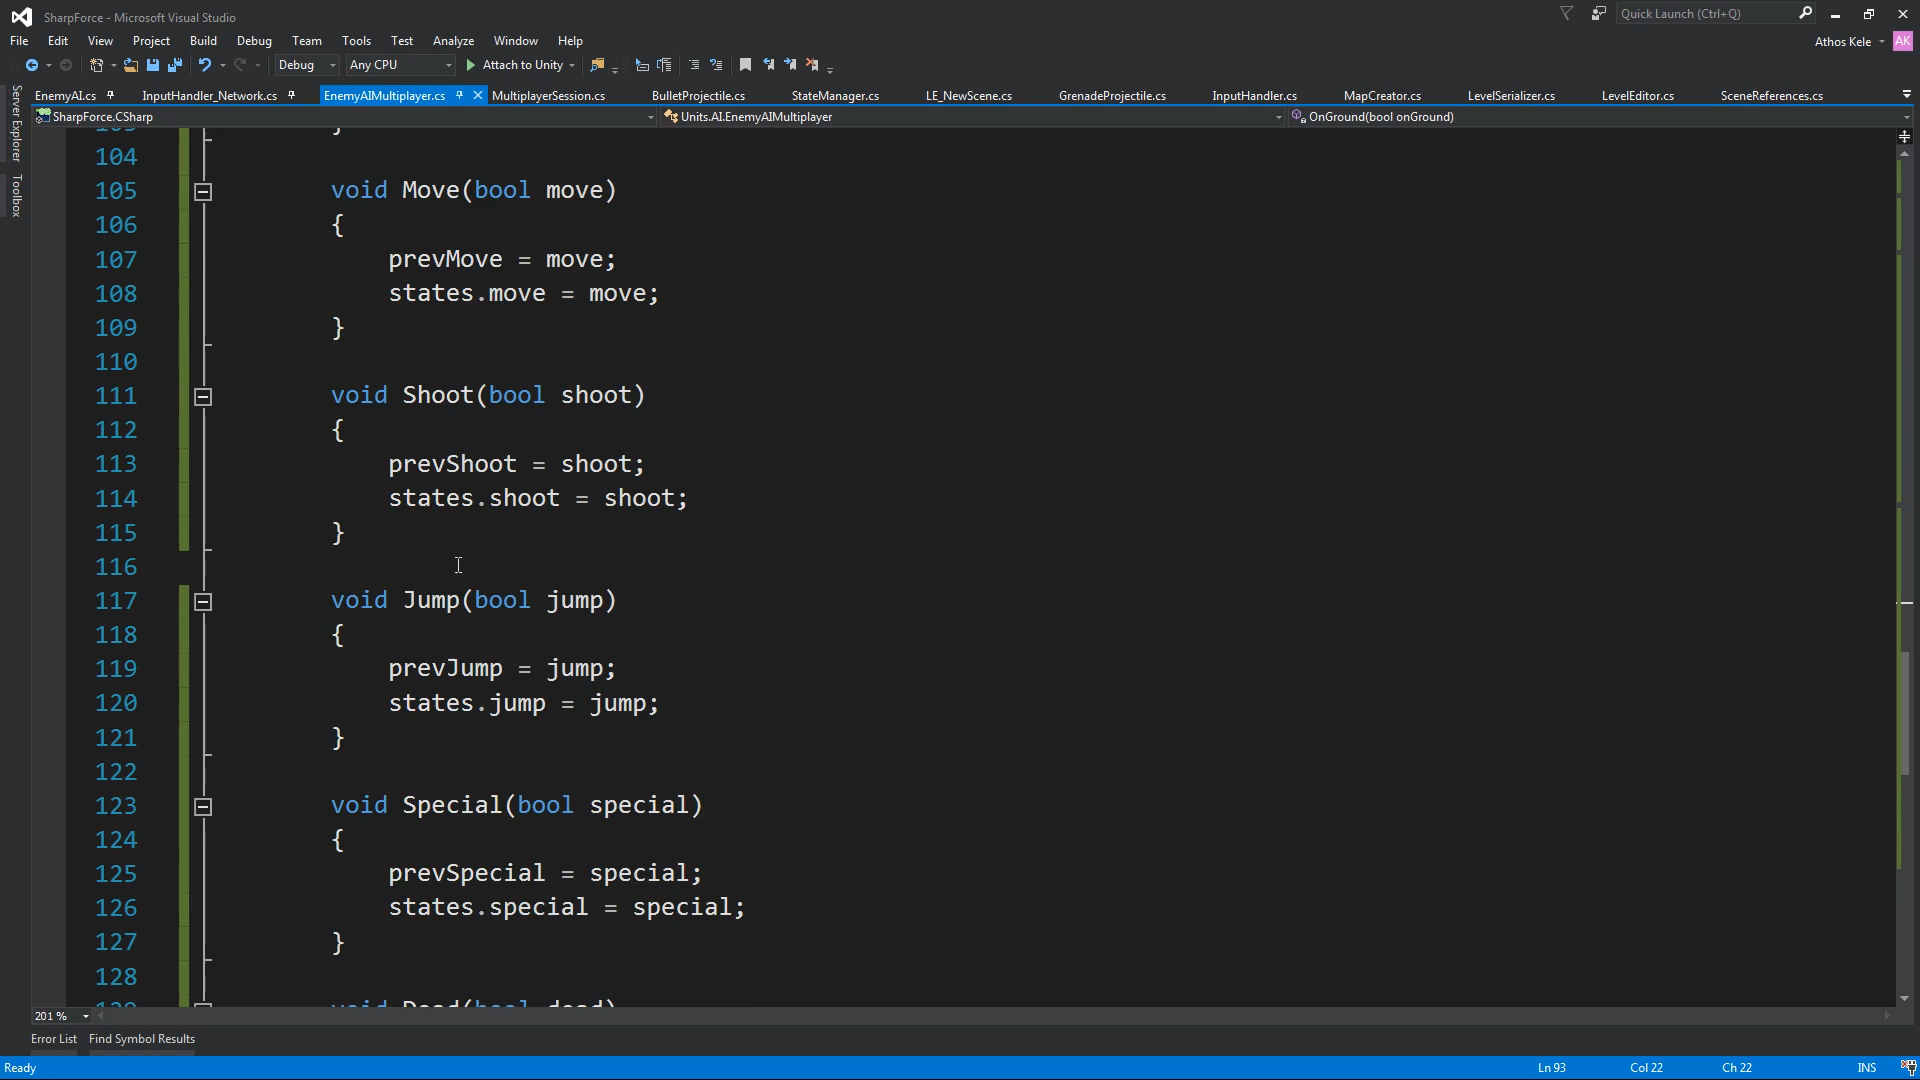 SharpForce - Microsoft Visual Studio
Quick Launch (Ctrl+Q)
File Edit View Project Build Debug Team Tools Test Analyze Window Help
Athos Kele AK
Debug Any CPU Attach to Unity
Server Explorer
Toolbox
EnemyAI.cs InputHandler_Network.cs EnemyAIMultiplayer.cs MultiplayerSession.cs BulletProjectile.cs StateManager.cs LE_NewScene.cs GrenadeProjectile.cs InputHandler.cs MapCreator.cs LevelSerializer.cs LevelEditor.cs SceneReferences.cs
SharpForce.CSharp Units.AI.EnemyAIMultiplayer OnGround(bool onGround)
103 }
104
105 void Move(bool move)
106 {
107 prevMove = move;
108 states.move = move;
109 }
110
111 void Shoot(bool shoot)
112 {
113 prevShoot = shoot;
114 states.shoot = shoot;
115 }
116
117 void Jump(bool jump)
118 {
119 prevJump = jump;
120 states.jump = jump;
121 }
122
123 void Special(bool special)
124 {
125 prevSpecial = special;
126 states.special = special;
127 }
128
129 void Dead(bool dead)
201 %
Error List Find Symbol Results
Ready Ln 93 Col 22 Ch 22 INS